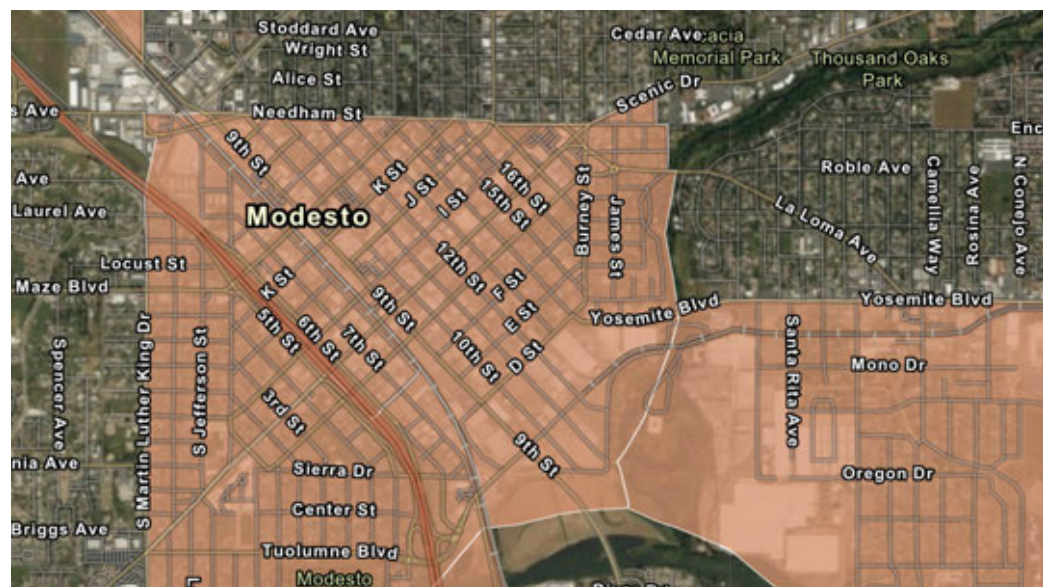 Stoddard Ave
Wright St
Cedar Ave
acacia
Memorial Park
Thousand Oaks
Park
Alice St
Scenic Dr
s Ave
Needham St
Enc
9th St
K St
J St
I St
16th St
15th St
Burney St
James St
Roble Ave
Camellia Way
Rosina Ave
N Conejo Ave
Ave
Laurel Ave
Modesto
La Loma Ave
Locust St
Maze Blvd
K St
12th St
F St
E St
D St
9th St
10th St
Yosemite Blvd
Yosemite Blvd
5th St
6th St
7th St
Spencer Ave
S Martin Luther King Dr
S Jefferson St
Santa Rita Ave
Mono Dr
3rd St
9th St
nia Ave
Sierra Dr
Oregon Dr
Center St
Briggs Ave
Tuolumne Blvd
Modesto
L